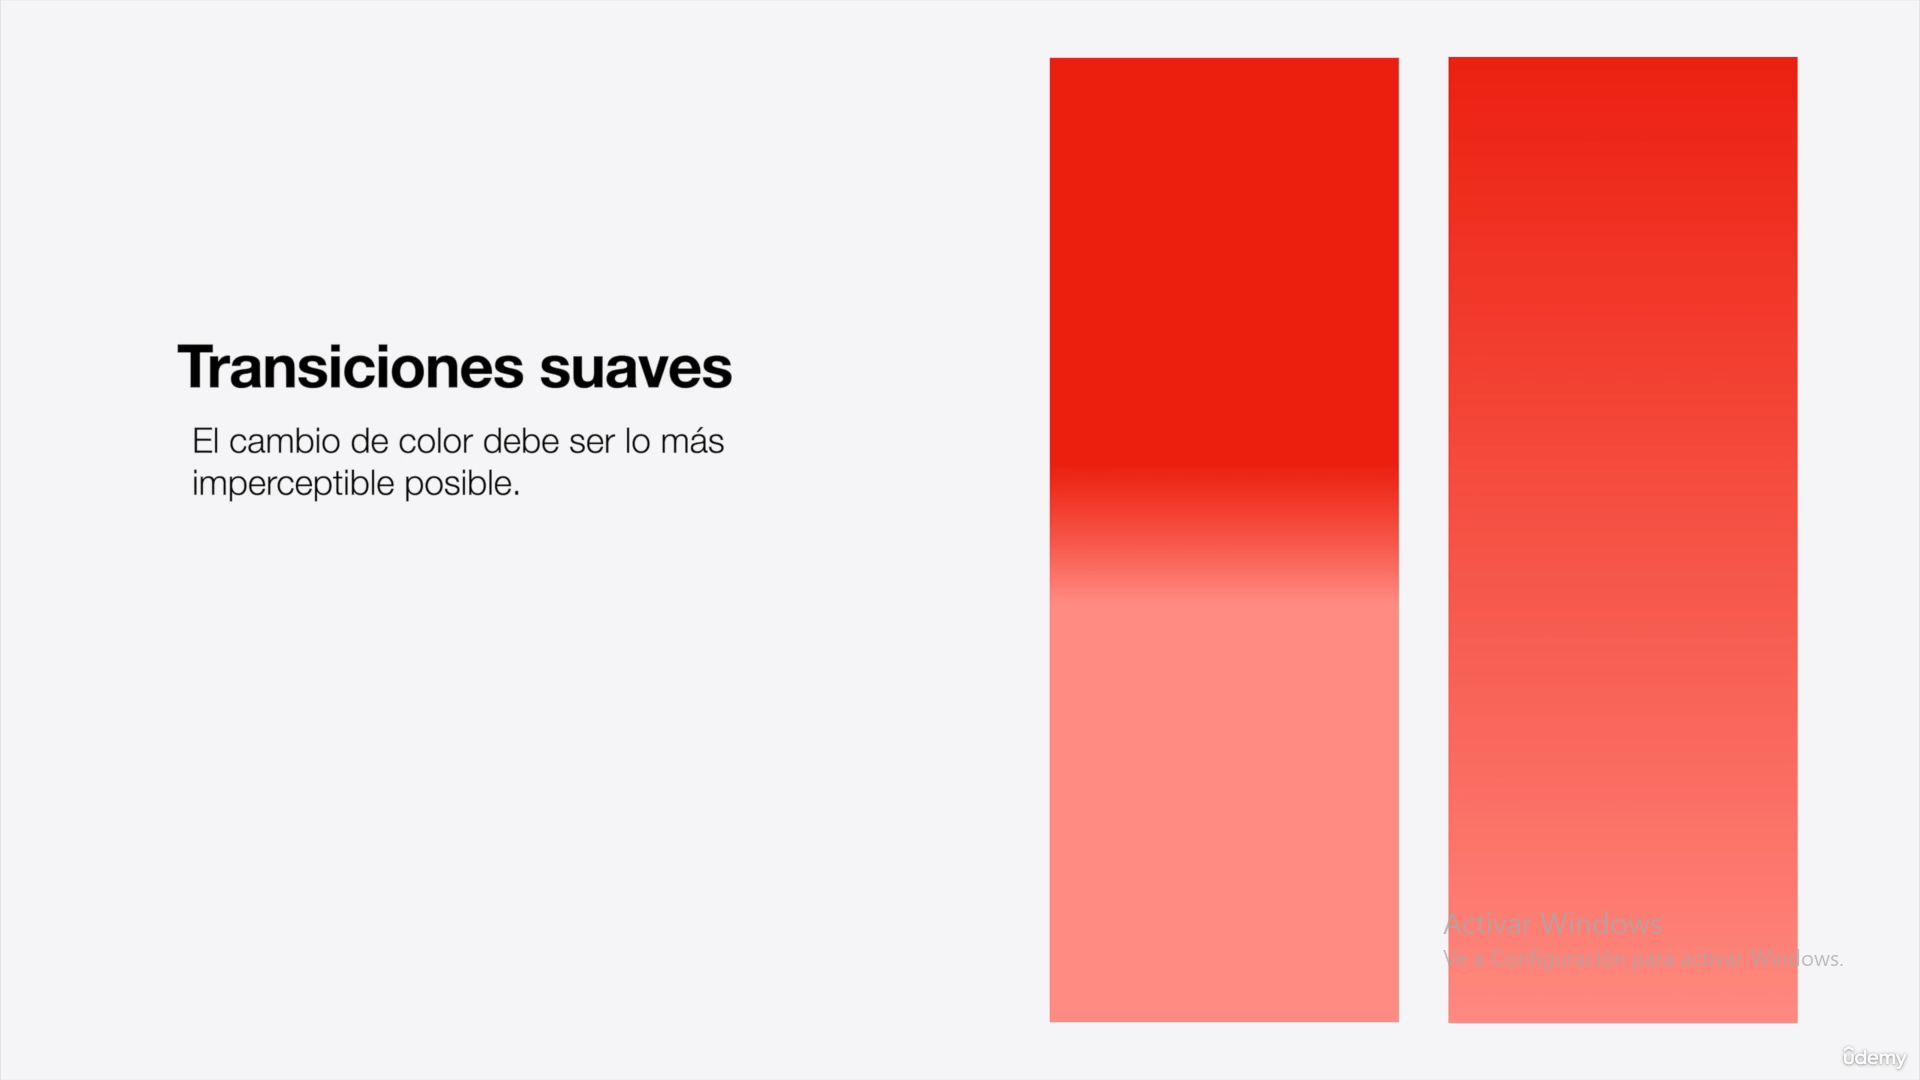 Transiciones suaves
El cambio de color debe ser lo más
imperceptible posible.
Activar Windows
Ve a Configuración para activar Windows.
ûdemy